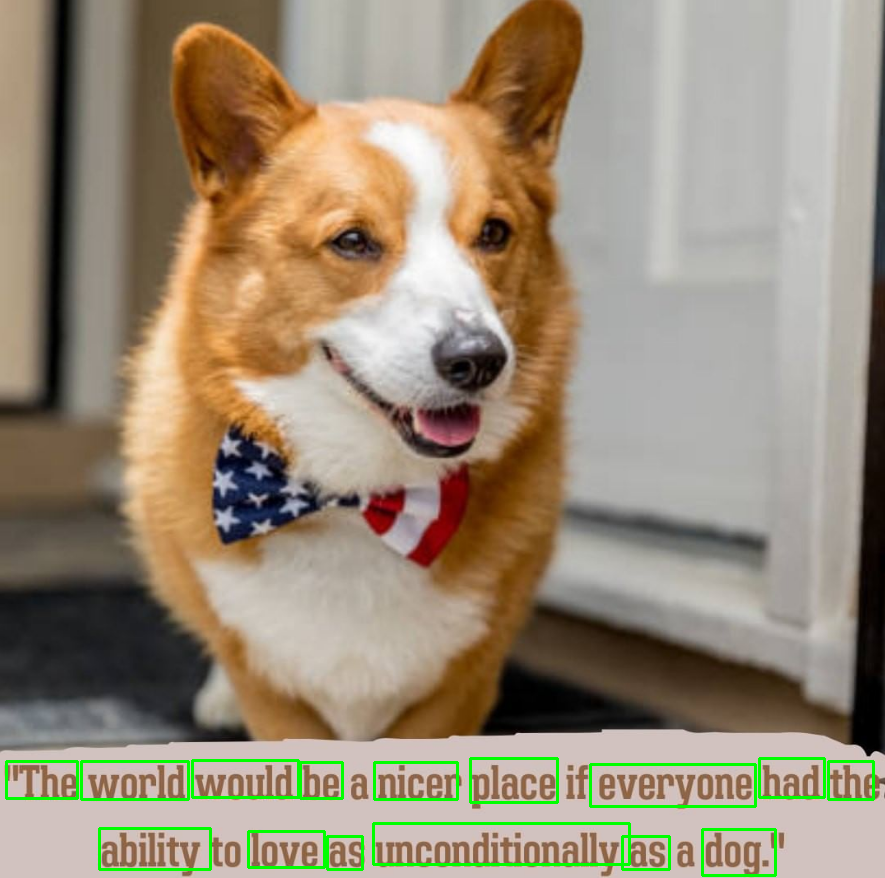 "The world would be a nicer place if everyone had the
ability to love as unconditionally as a dog."